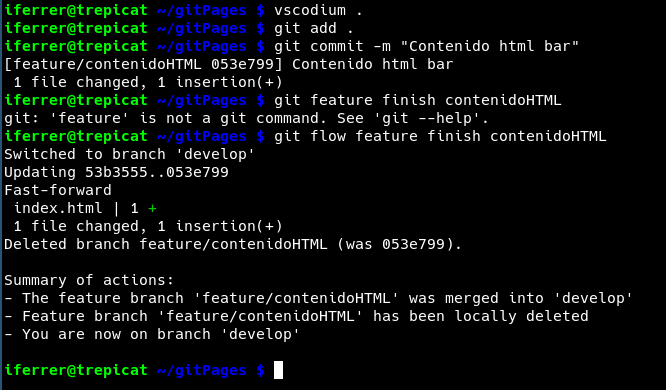 iferrer@trepicat ~/gitPages $ vscodium .
iferrer@trepicat ~/gitPages $ git add .
iferrer@trepicat ~/gitPages $ git commit -m "Contenido html bar"
[feature/contenidoHTML 053e799] Contenido html bar
 1 file changed, 1 insertion(+)
iferrer@trepicat ~/gitPages $ git feature finish contenidoHTML
git: 'feature' is not a git command. See 'git --help'.
iferrer@trepicat ~/gitPages $ git flow feature finish contenidoHTML
Switched to branch 'develop'
Updating 53b3555..053e799
Fast-forward
 index.html | 1 +
 1 file changed, 1 insertion(+)
Deleted branch feature/contenidoHTML (was 053e799).

Summary of actions:
- The feature branch 'feature/contenidoHTML' was merged into 'develop'
- Feature branch 'feature/contenidoHTML' has been locally deleted
- You are now on branch 'develop'

iferrer@trepicat ~/gitPages $